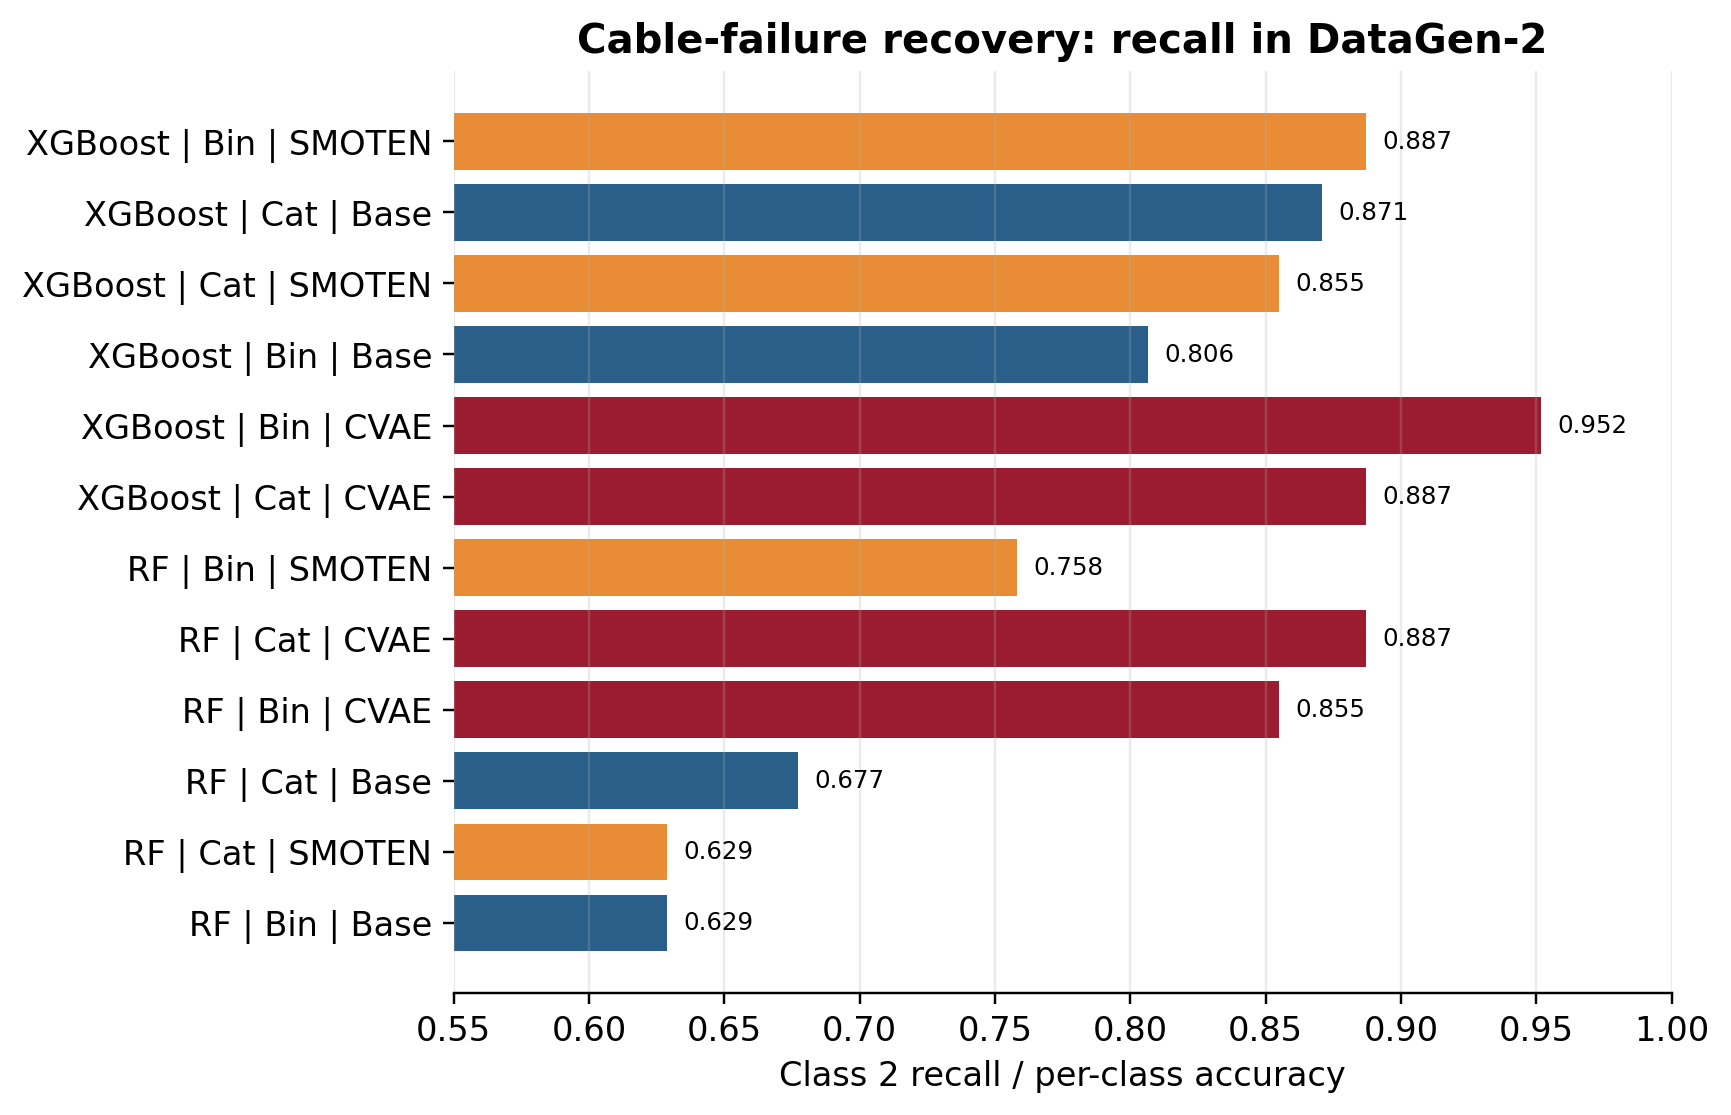 Cable-failure recovery: recall in DataGen-2
XGBoost | Bin | SMOTEN 0.887
XGBoost | Cat | Base 0.871
XGBoost | Cat | SMOTEN 0.855
XGBoost | Bin | Base 0.806
XGBoost | Bin | CVAE 0.952
XGBoost | Cat | CVAE 0.887
RF | Bin | SMOTEN 0.758
RF | Cat | CVAE 0.887
RF | Bin | CVAE 0.855
RF | Cat | Base 0.677
RF | Cat | SMOTEN 0.629
RF | Bin | Base 0.629
0.55 0.60 0.65 0.70 0.75 0.80 0.85 0.90 0.95 1.00
Class 2 recall / per-class accuracy